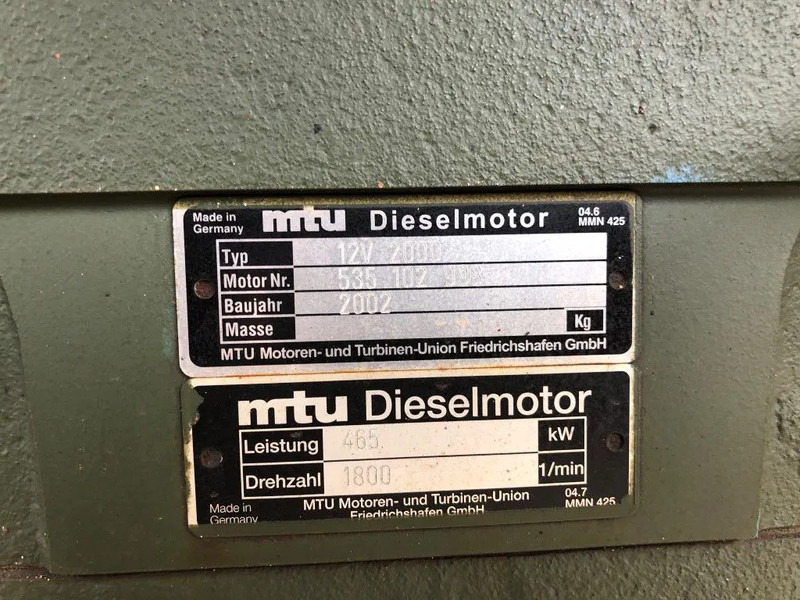 Made in
Germany
mtu Dieselmotor
04.6
MMN 425
Typ 12V 2000
Motor Nr. 535 102
Baujahr 2002
Masse Kg
MTU Motoren- und Turbinen-Union Friedrichshafen GmbH
mtu Dieselmotor
Leistung 465 kW
Drehzahl 1800 1/min
Made in
Germany
MTU Motoren- und Turbinen-Union
Friedrichshafen GmbH
04.7
MMN 425